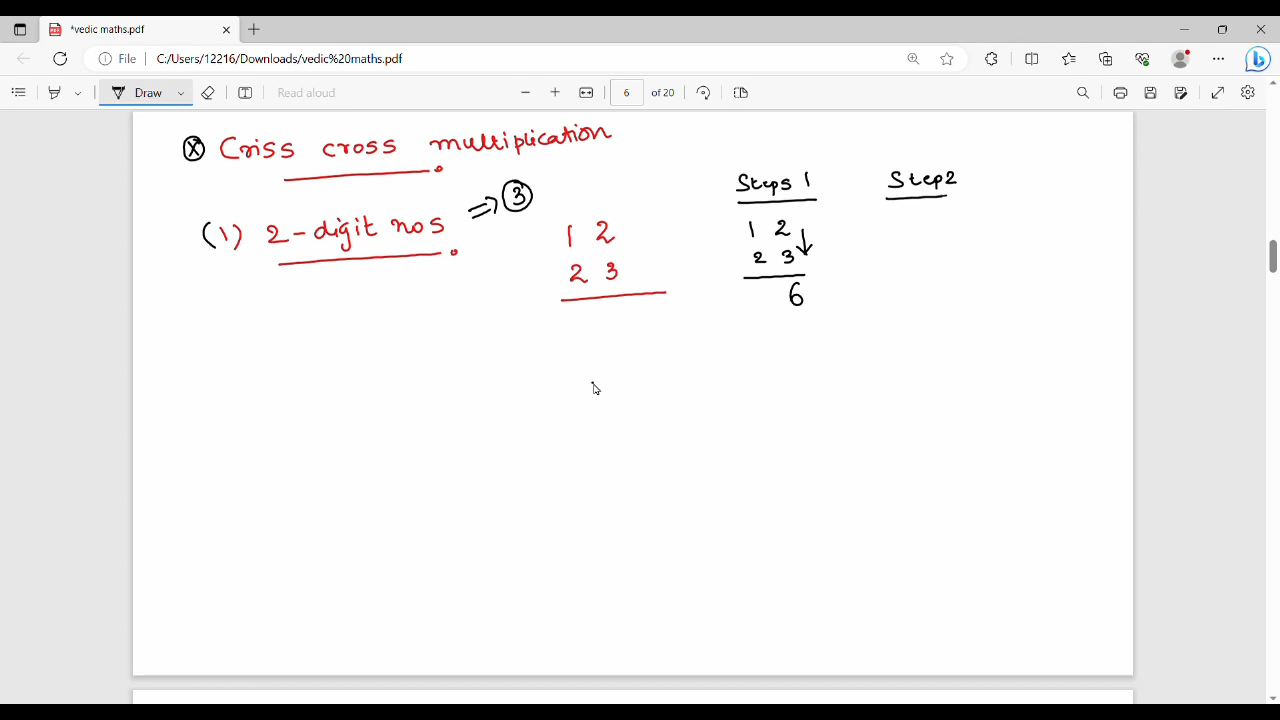 *vedic maths.pdf
File
C:/Users/12216/Downloads/vedic%20maths.pdf
Draw
Read aloud
6 of 20
Criss cross multiplication
(1) 2-digit nos ⇒ 3
1 2
2 3
Steps 1
1 2
2 3
6
Step2